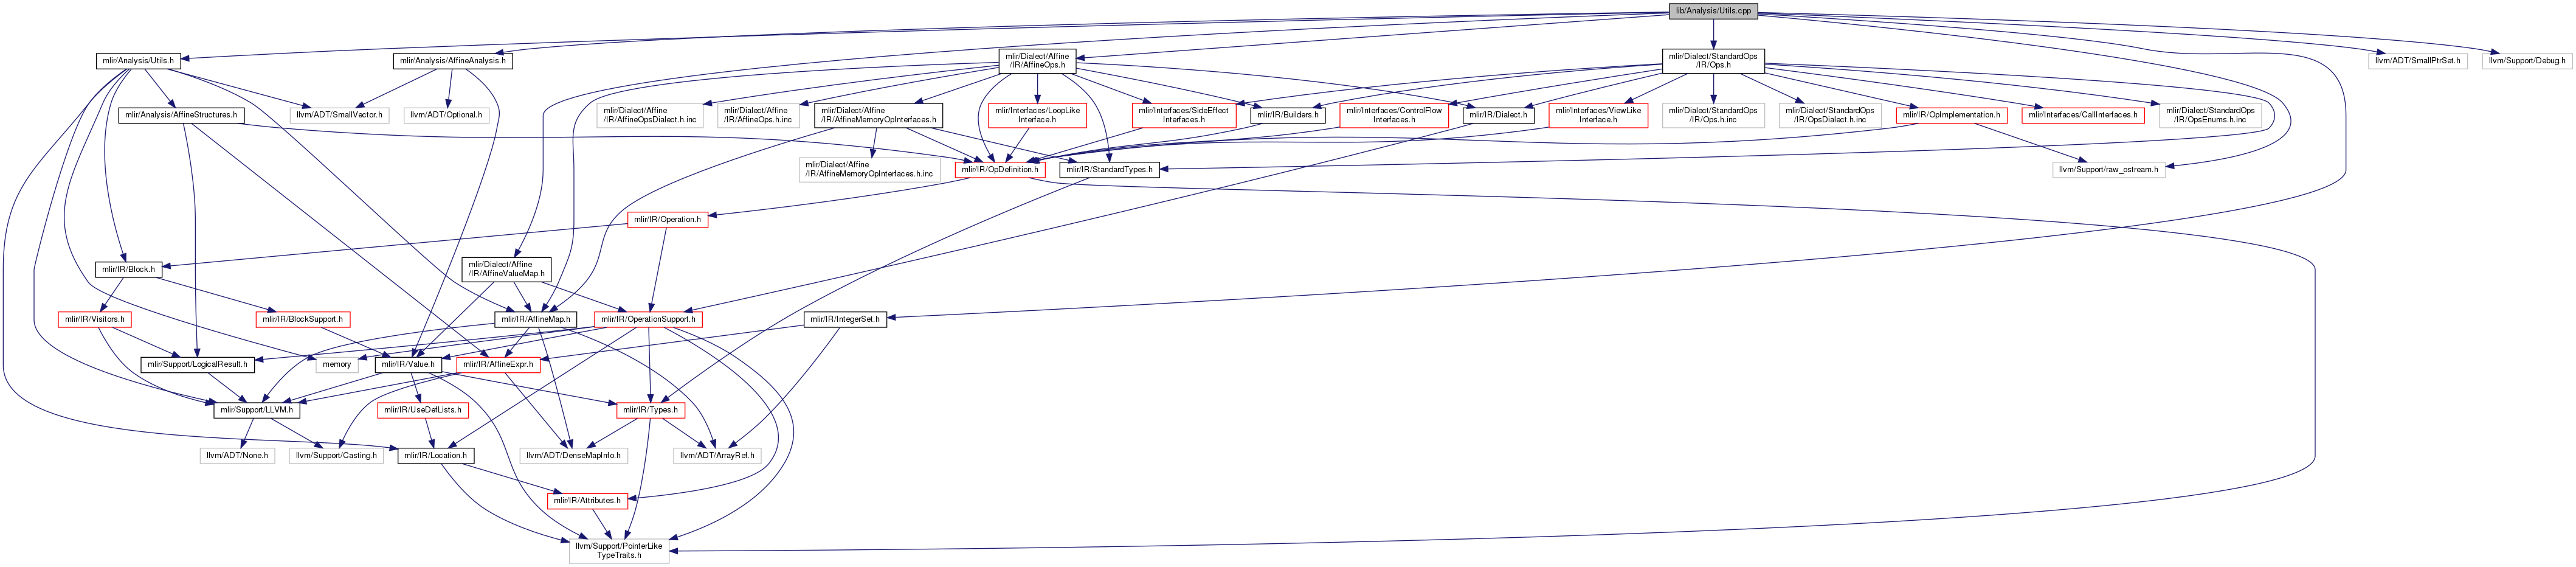 lib/Analysis/Utils.cpp
mlir/Analysis/Utils.h
mlir/Analysis/AffineAnalysis.h
mlir/Dialect/Affine
/IR/AffineOps.h
mlir/Dialect/StandardOps
/IR/Ops.h
llvm/ADT/SmallPtrSet.h
llvm/Support/Debug.h
mlir/Analysis/AffineStructures.h
llvm/ADT/SmallVector.h
llvm/ADT/Optional.h
mlir/Dialect/Affine
/IR/AffineOpsDialect.h.inc
mlir/Dialect/Affine
/IR/AffineOps.h.inc
mlir/Dialect/Affine
/IR/AffineMemoryOpInterfaces.h
mlir/Interfaces/LoopLike
Interface.h
mlir/Interfaces/SideEffect
Interfaces.h
mlir/IR/Builders.h
mlir/Interfaces/ControlFlow
Interfaces.h
mlir/IR/Dialect.h
mlir/Interfaces/ViewLike
Interface.h
mlir/Dialect/StandardOps
/IR/Ops.h.inc
mlir/Dialect/StandardOps
/IR/OpsDialect.h.inc
mlir/IR/OpImplementation.h
mlir/Interfaces/CallInterfaces.h
mlir/Dialect/StandardOps
/IR/OpsEnums.h.inc
mlir/Dialect/Affine
/IR/AffineMemoryOpInterfaces.h.inc
mlir/IR/OpDefinition.h
mlir/IR/StandardTypes.h
llvm/Support/raw_ostream.h
mlir/IR/Operation.h
mlir/IR/Block.h
mlir/Dialect/Affine
/IR/AffineValueMap.h
mlir/IR/Visitors.h
mlir/IR/BlockSupport.h
mlir/IR/AffineMap.h
mlir/IR/OperationSupport.h
mlir/IR/IntegerSet.h
mlir/Support/LogicalResult.h
memory
mlir/IR/Value.h
mlir/IR/AffineExpr.h
mlir/Support/LLVM.h
mlir/IR/UseDefLists.h
mlir/IR/Types.h
llvm/ADT/None.h
llvm/Support/Casting.h
mlir/IR/Location.h
llvm/ADT/DenseMapInfo.h
llvm/ADT/ArrayRef.h
mlir/IR/Attributes.h
llvm/Support/PointerLike
TypeTraits.h